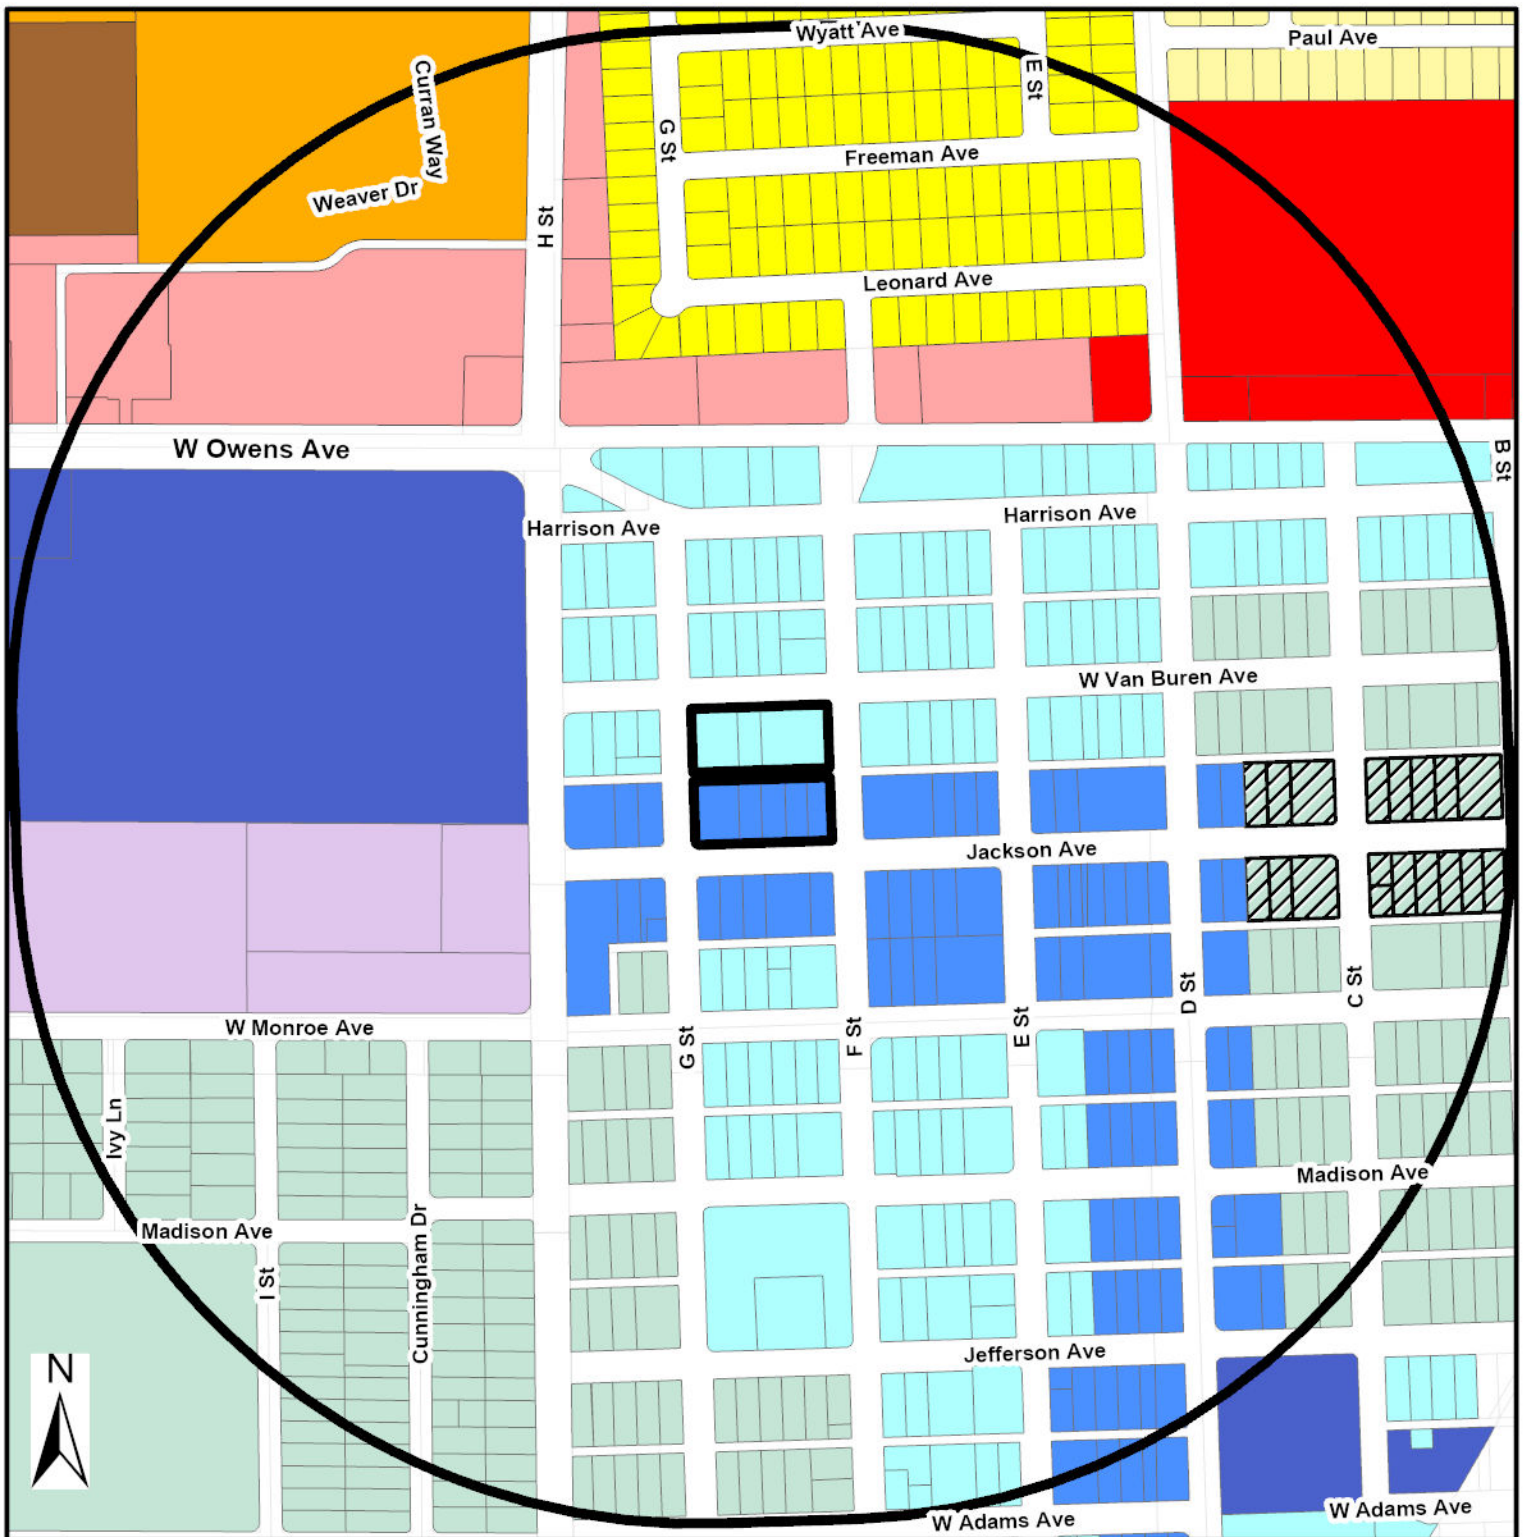 Wyatt Ave
Paul Ave
Curran Way
E St
G St
Freeman Ave
Weaver Dr
H St
Leonard Ave
W Owens Ave
B St
Harrison Ave
Harrison Ave
W Van Buren Ave
Jackson Ave
D St
C St
W Monroe Ave
G St
F St
E St
Ivy Ln
Madison Ave
Madison Ave
I St
Cunningham Dr
Jefferson Ave
N
W Adams Ave
W Adams Ave